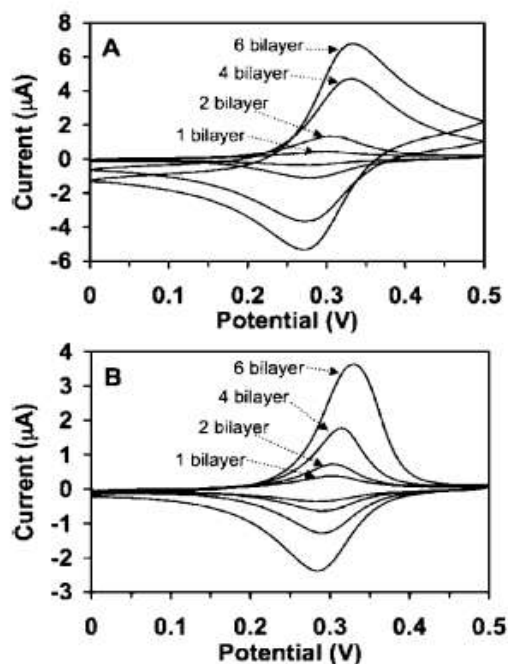 A
6 bilayer
4 bilayer
2 bilayer
1 bilayer
Current (μA)
8
6
4
2
0
-2
-4
-6
0 0.1 0.2 0.3 0.4 0.5
Potential (V)
B
6 bilayer
4 bilayer
2 bilayer
1 bilayer
Current (μA)
4
3
2
1
0
-1
-2
-3
0 0.1 0.2 0.3 0.4 0.5
Potential (V)